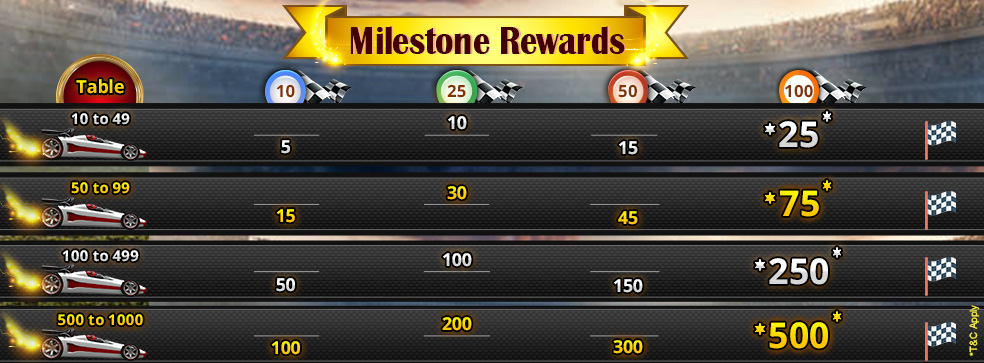 Milestone Rewards
Table 10 25 50 100
10 to 49 5 10 15 *25*
50 to 99 15 30 45 *75*
100 to 499 50 100 150 *250*
500 to 1000 100 200 300 *500*
*T&C Apply